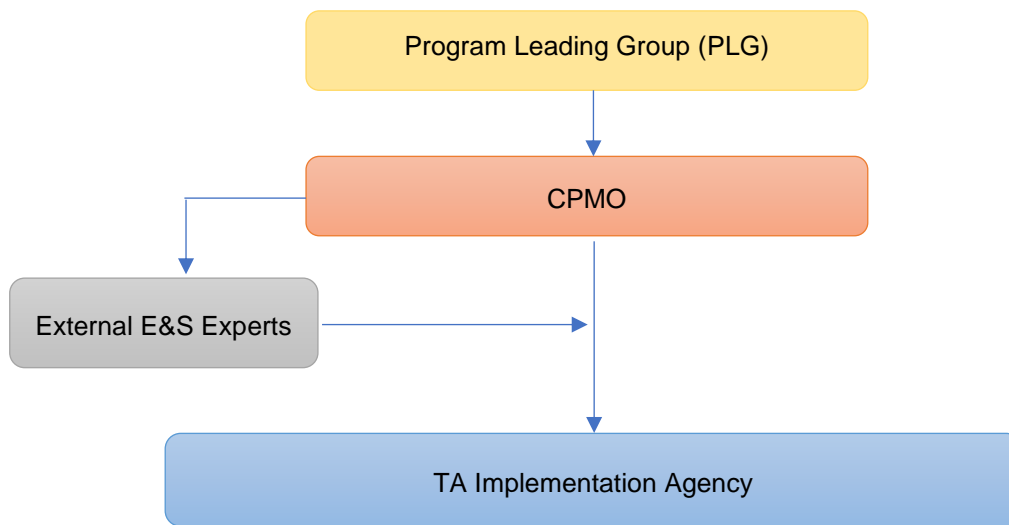 Program Leading Group (PLG)
CPMO
External E&S Experts
TA Implementation Agency